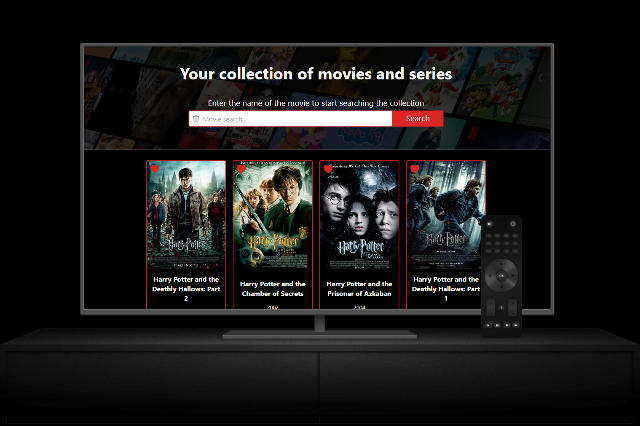 Your collection of movies and series
Enter the name of the movie to start searching the collection
Movie search
Search
Something Wicked This Way Comes
Harry Potter
Harry Potter
Harry Potter
Harry Potter
Harry Potter and the
Deathly Hallows: Part
2
Harry Potter and the
Chamber of Secrets
2002
Harry Potter and the
Prisoner of Azkaban
2004
Harry Potter and the
Deathly Hallows: Part
1